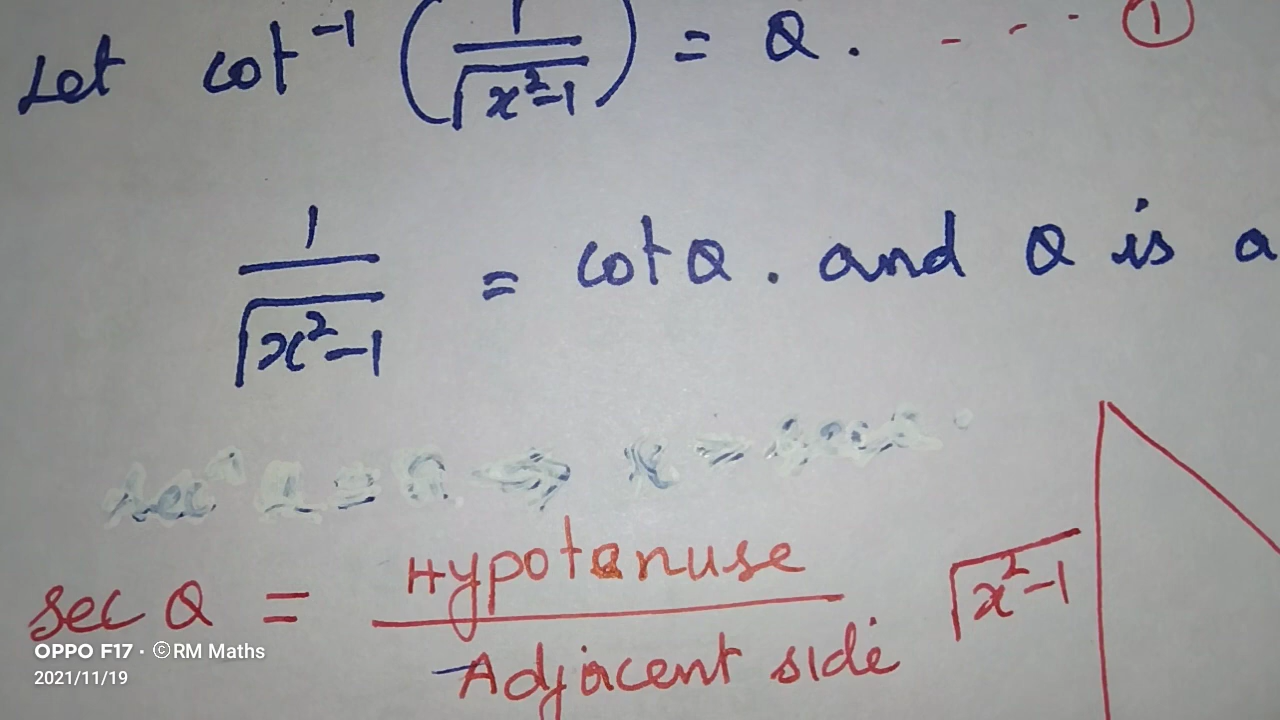 Let cot⁻¹ (1/√x²-1) = Q. - - - ①
1/√x²-1 = cotQ. and Q is a
sec Q = Hypotenuse/Adjacent side √x²-1
OPPO F17 · ©RM Maths
2021/11/19